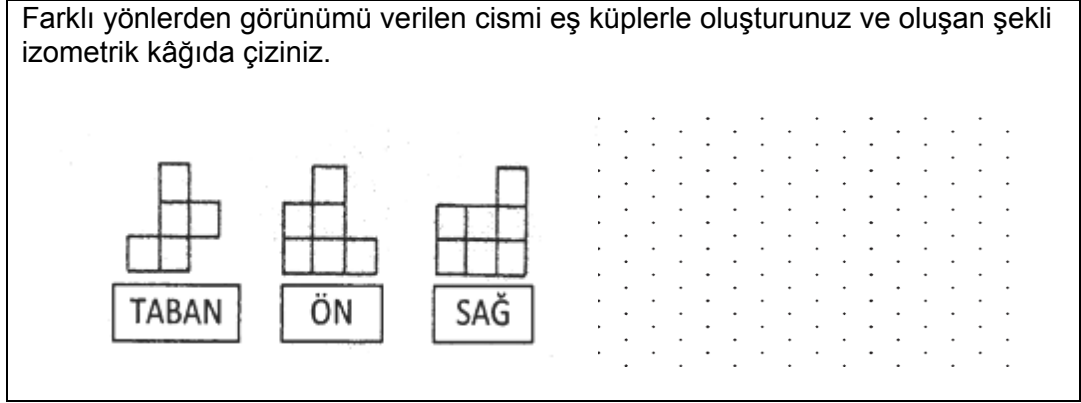 Farklı yönlerden görünümü verilen cismi eş küplerle oluşturunuz ve oluşan şekli
izometrik kâğıda çiziniz.
TABAN
ÖN
SAĞ